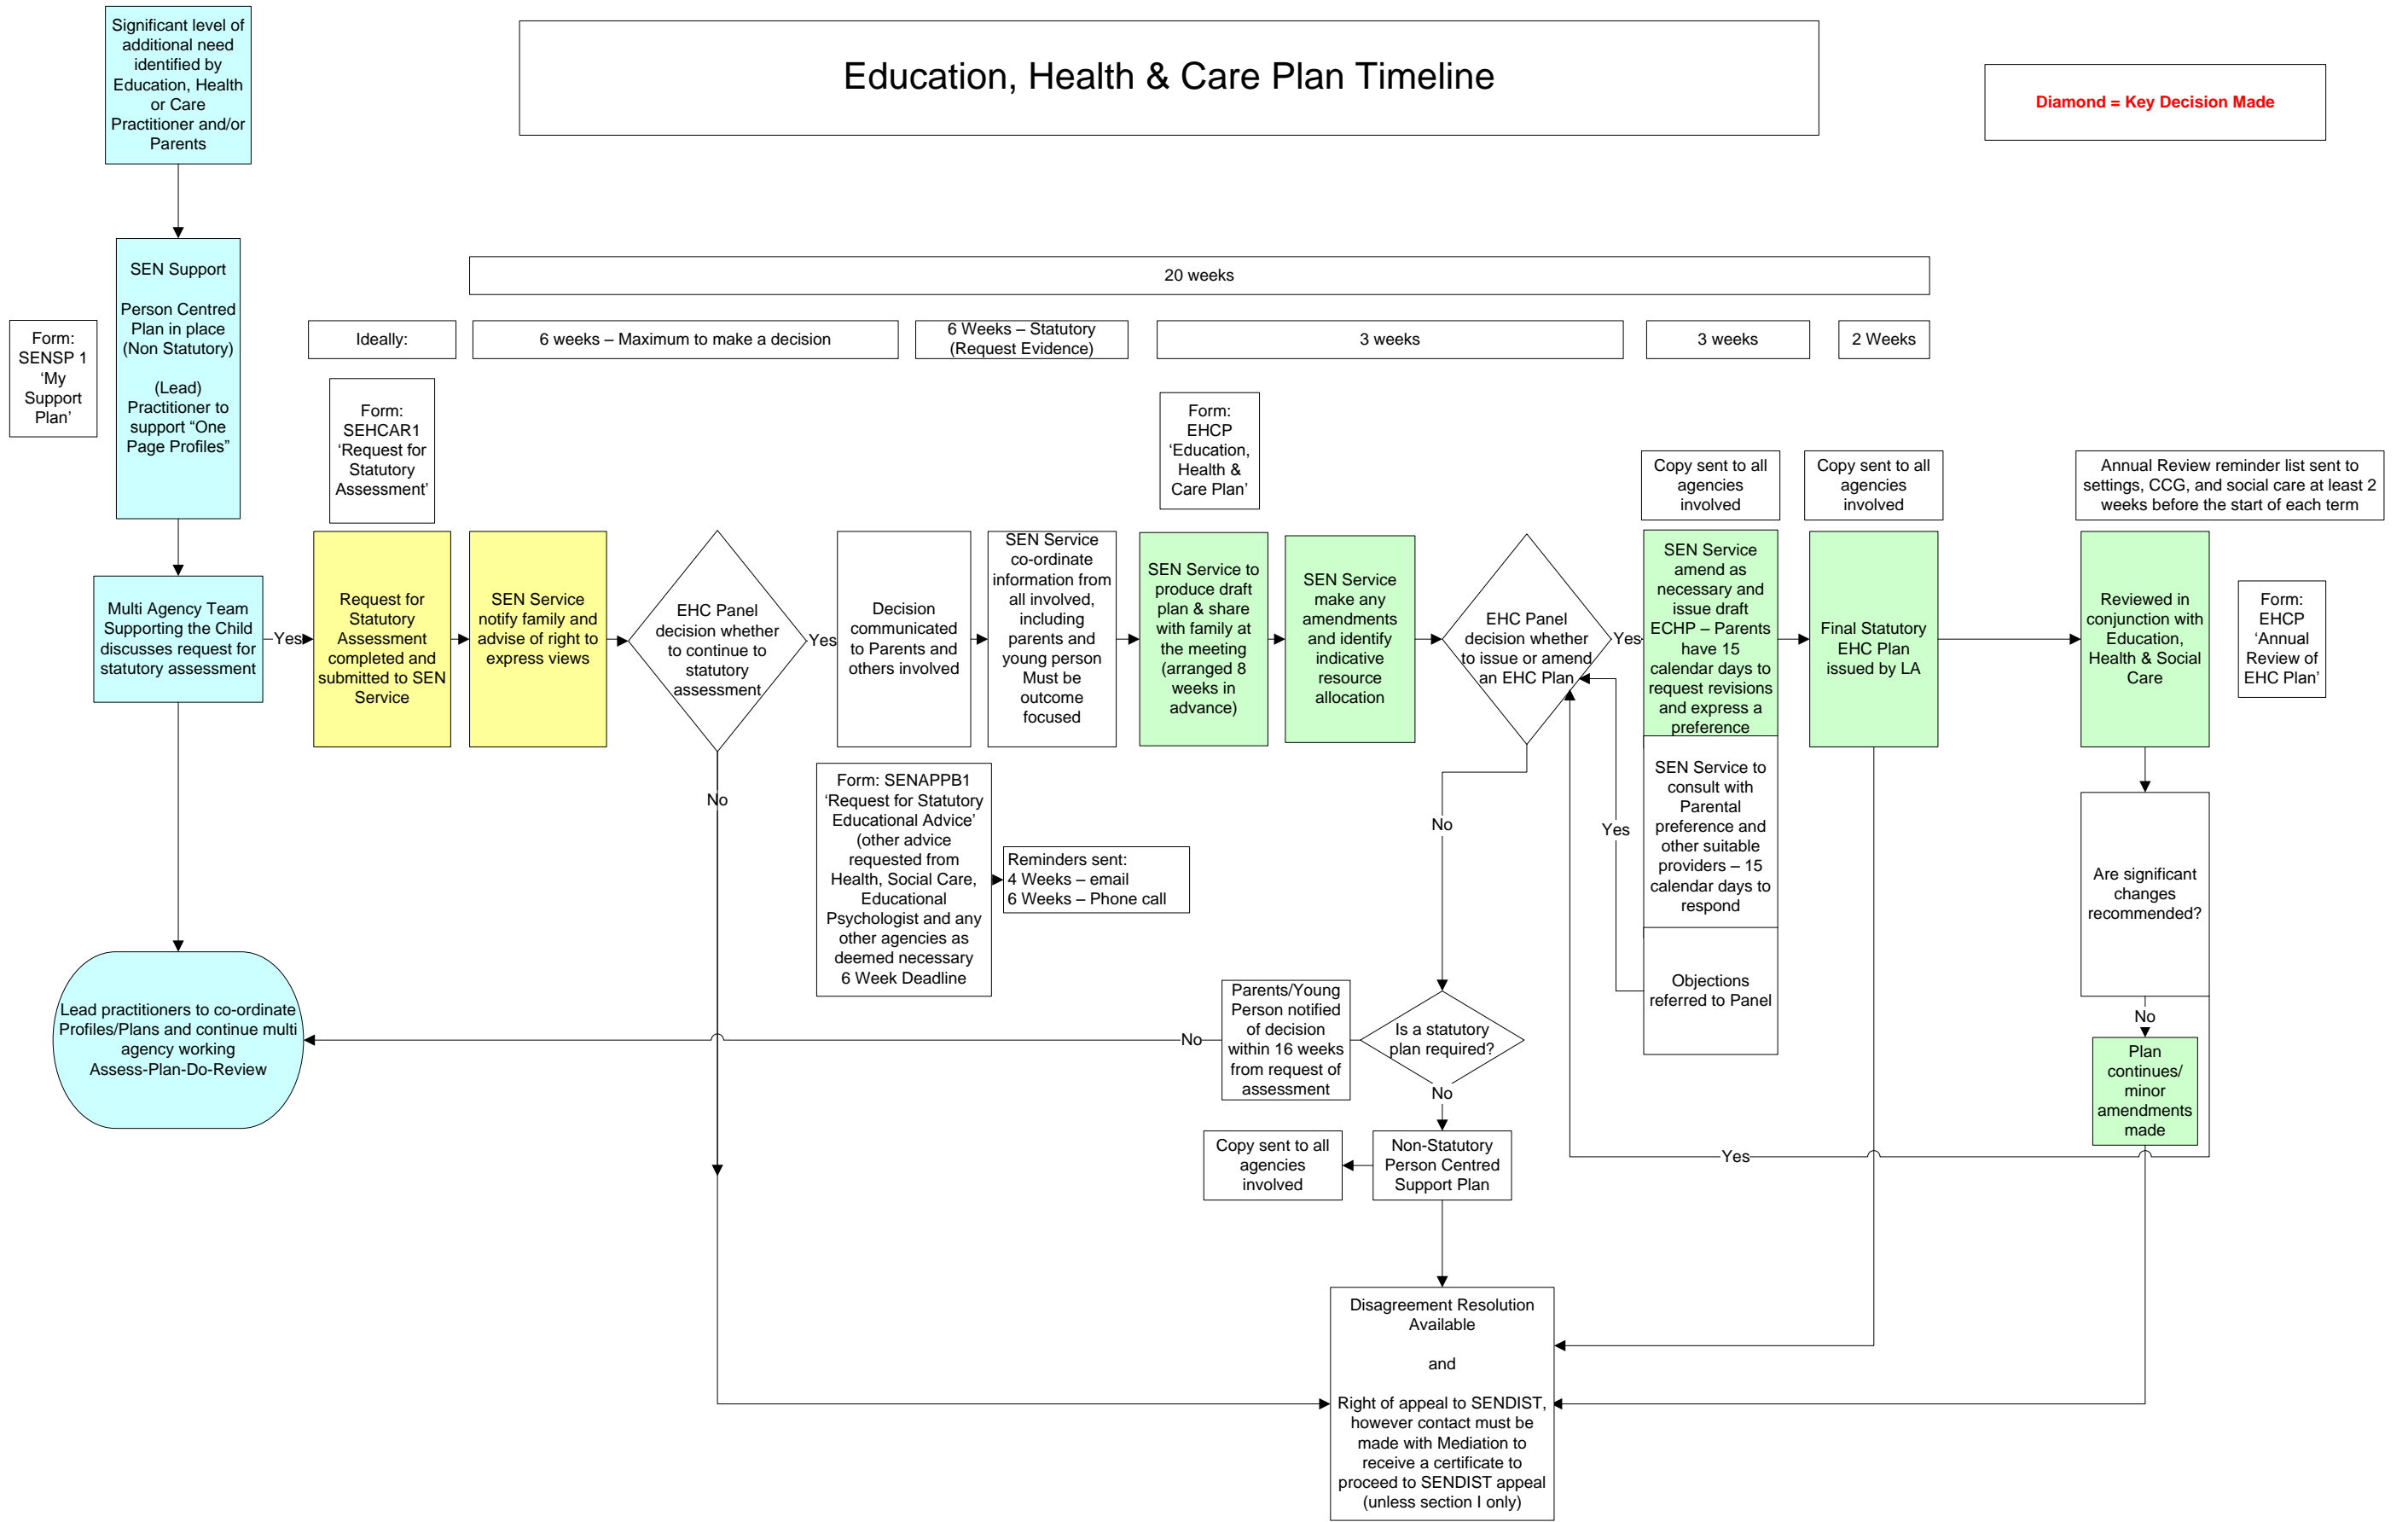 Significant level of
additional need
identified by
Education, Health
or Care
Practitioner and/or
Parents
Education, Health & Care Plan Timeline
Diamond = Key Decision Made
SEN Support
Person Centred
Plan in place
(Non Statutory)
(Lead)
Practitioner to
support “One
Page Profiles”
Form:
SENSP 1
‘My
Support
Plan’
20 weeks
Ideally:
6 weeks – Maximum to make a decision
6 Weeks – Statutory
(Request Evidence)
3 weeks
3 weeks
2 Weeks
Form:
SEHCAR1
‘Request for
Statutory
Assessment’
Form:
EHCP
‘Education,
Health &
Care Plan’
Copy sent to all
agencies
involved
Copy sent to all
agencies
involved
Annual Review reminder list sent to
settings, CCG, and social care at least 2
weeks before the start of each term
Multi Agency Team
Supporting the Child
discusses request for
statutory assessment
Yes
Request for
Statutory
Assessment
completed and
submitted to SEN
Service
SEN Service
notify family and
advise of right to
express views
EHC Panel
decision whether
to continue to
statutory
assessment
Yes
Decision
communicated
to Parents and
others involved
SEN Service
co-ordinate
information from
all involved,
including
parents and
young person
Must be
outcome
focused
SEN Service to
produce draft
plan & share
with family at
the meeting
(arranged 8
weeks in
advance)
SEN Service
make any
amendments
and identify
indicative
resource
allocation
EHC Panel
decision whether
to issue or amend
an EHC Plan
Yes
SEN Service
amend as
necessary and
issue draft
ECHP – Parents
have 15
calendar days to
request revisions
and express a
preference
Final Statutory
EHC Plan
issued by LA
Reviewed in
conjunction with
Education,
Health & Social
Care
Form:
EHCP
‘Annual
Review of
EHC Plan’
No
Form: SENAPPB1
‘Request for Statutory
Educational Advice’
(other advice
requested from
Health, Social Care,
Educational
Psychologist and any
other agencies as
deemed necessary
6 Week Deadline
Reminders sent:
4 Weeks – email
6 Weeks – Phone call
No
Yes
SEN Service to
consult with
Parental
preference and
other suitable
providers – 15
calendar days to
respond
Objections
referred to Panel
Are significant
changes
recommended?
No
Plan
continues/
minor
amendments
made
Lead practitioners to co-ordinate
Profiles/Plans and continue multi
agency working
Assess-Plan-Do-Review
No
Parents/Young
Person notified
of decision
within 16 weeks
from request of
assessment
Is a statutory
plan required?
No
Copy sent to all
agencies
involved
Non-Statutory
Person Centred
Support Plan
Yes
Disagreement Resolution
Available
and
Right of appeal to SENDIST,
however contact must be
made with Mediation to
receive a certificate to
proceed to SENDIST appeal
(unless section I only)